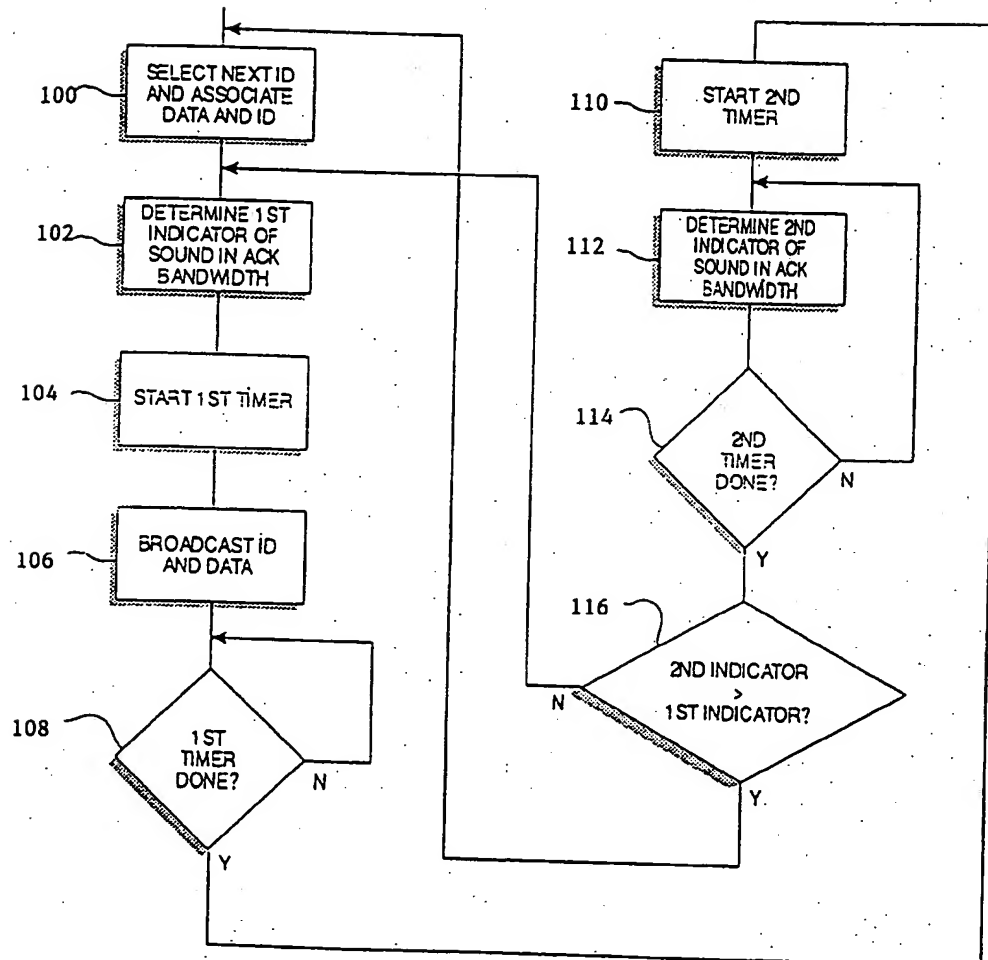 100
SELECT NEXT ID
AND ASSOCIATE
DATA AND ID
102
DETERMINE 1ST
INDICATOR OF
SOUND IN ACK
BANDWIDTH
104
START 1ST TIMER
106
BROADCAST ID
AND DATA
108
1ST
TIMER
DONE?
N
Y
110
START 2ND
TIMER
112
DETERMINE 2ND
INDICATOR OF
SOUND IN ACK
BANDWIDTH
114
2ND
TIMER
DONE?
N
Y
116
2ND INDICATOR
>
1ST INDICATOR?
N
Y